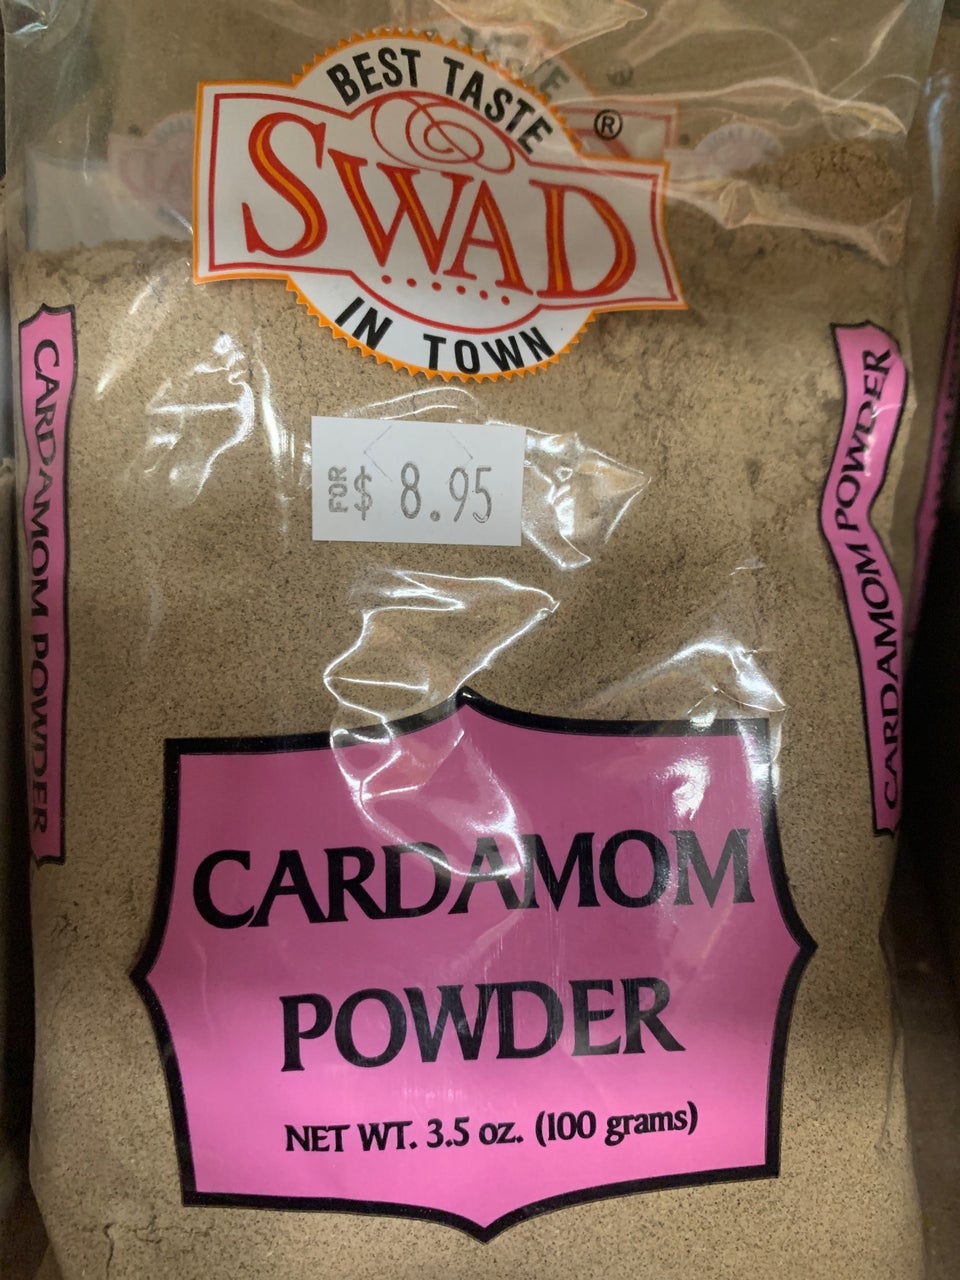 BEST TASTE
®
SWAD
IN TOWN
CARDAMOM POWDER
CARDAMOM POWDER
FOR $ 8.95
CARDAMOM
POWDER
NET WT. 3.5 oz. (100 grams)